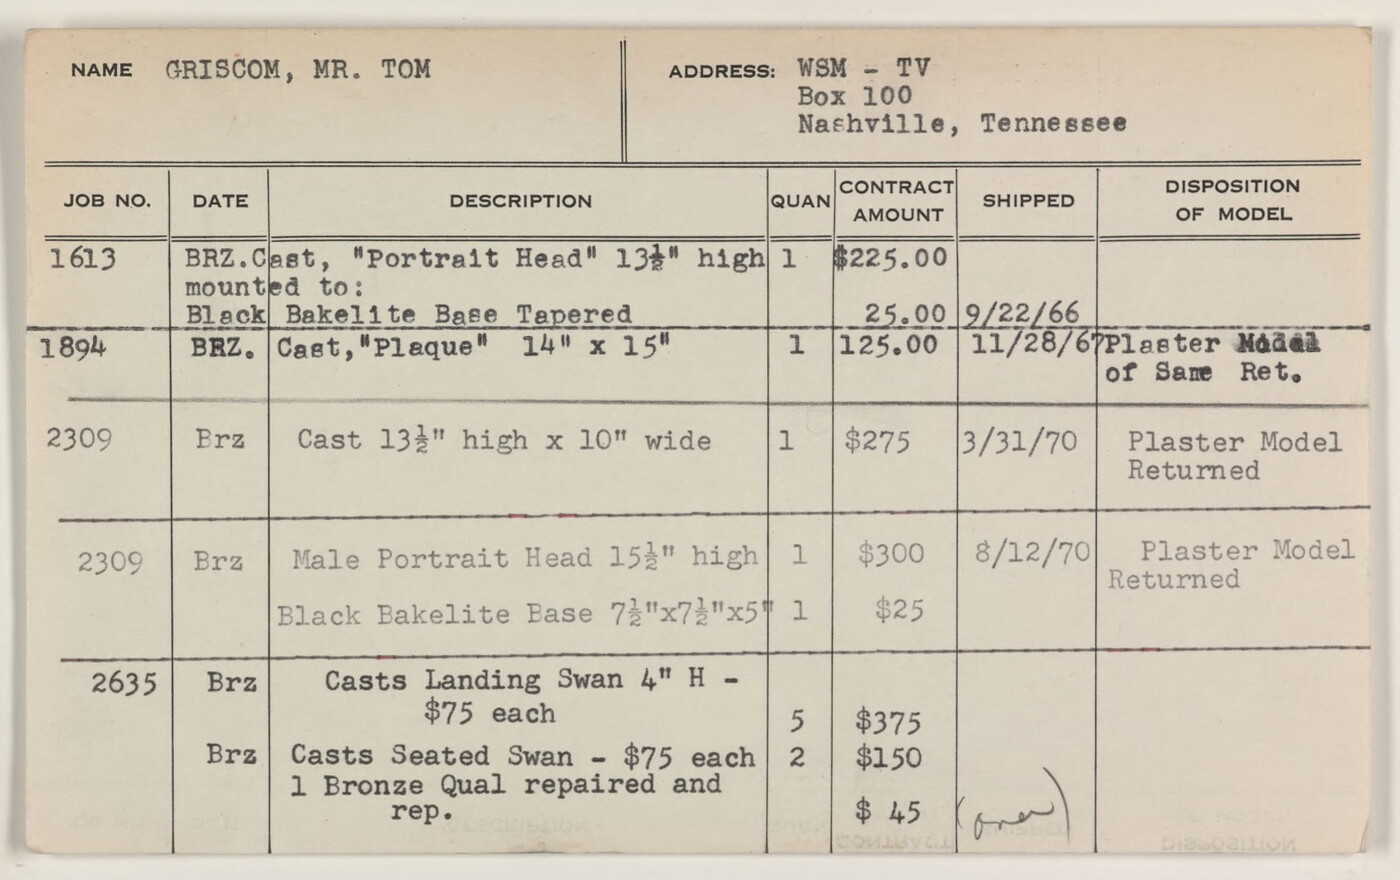 NAME GRISCOM, MR. TOM
ADDRESS: WSM - TV
Box 100
Nashville, Tennessee
JOB NO. DATE DESCRIPTION QUAN CONTRACT AMOUNT SHIPPED DISPOSITION OF MODEL
1613 BRZ.Cast, "Portrait Head" 13½" high 1 $225.00
mounted to:
Black Bakelite Base Tapered 25.00 9/22/66
1894 BRZ. Cast,"Plaque" 14" x 15" 1 125.00 11/28/67 Plaster Model
of Same Ret.
2309 Brz Cast 13½" high x 10" wide 1 $275 3/31/70 Plaster Model
Returned
2309 Brz Male Portrait Head 15½" high 1 $300 8/12/70 Plaster Model
Returned
Black Bakelite Base 7½"x7½"x5" 1 $25
2635 Brz Casts Landing Swan 4" H -
$75 each 5 $375
Brz Casts Seated Swan - $75 each 2 $150
1 Bronze Qual repaired and
rep. $ 45 (over)